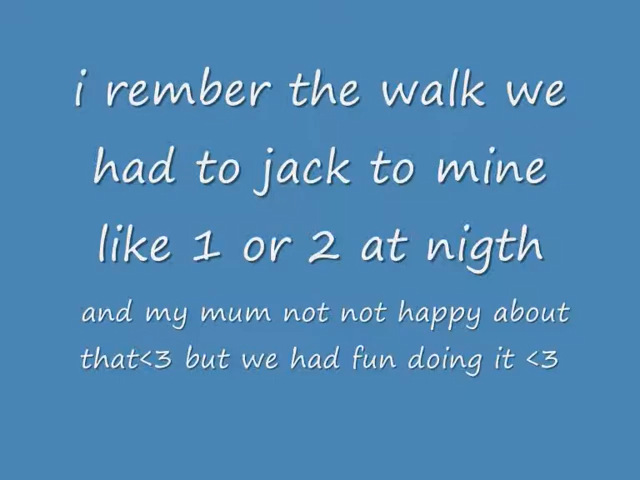 i rember the walk we
had to jack to mine
like 1 or 2 at nigth
and my mum not not happy about
that<3 but we had fun doing it <3